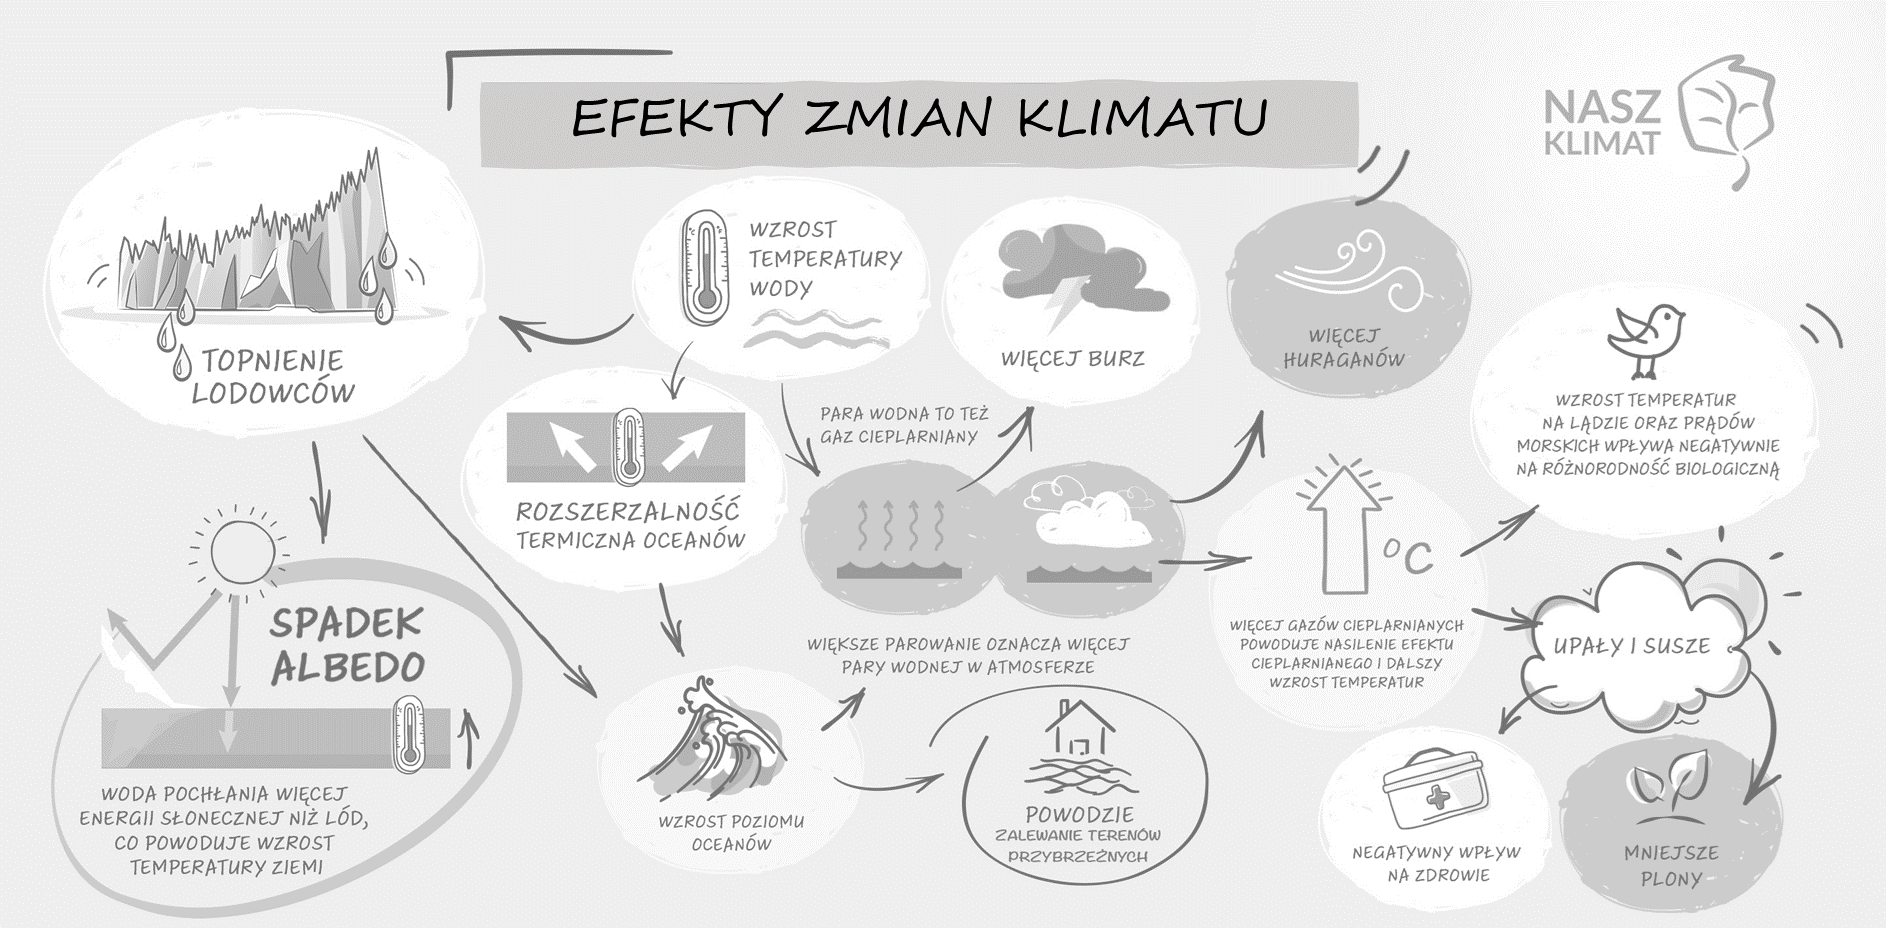 EFEKTY ZMIAN KLIMATU
NASZ
KLIMAT
TOPNIENIE
LODOWCÓW
WZROST
TEMPERATURY
WODY
WIĘCEJ BURZ
WIĘCEJ
HURAGANÓW
WZROST TEMPERATUR
NA LĄDZIE ORAZ PRĄDÓW
MORSKICH WPŁYWA NEGATYWNIE
NA RÓŻNORODNOŚĆ BIOLOGICZNĄ
PARA WODNA TO TEŻ
GAZ CIEPLARNIANY
ROZSZERZALNOŚĆ
TERMICZNA OCEANÓW
°C
WIĘCEJ GAZÓW CIEPLARNIANYCH
POWODUJE NASILENIE EFEKTU
CIEPLARNIANEGO I DALSZY
WZROST TEMPERATUR
SPADEK
ALBEDO
WODA POCHŁANIA WIĘCEJ
ENERGII SŁONECZNEJ NIŻ LÓD,
CO POWODUJE WZROST
TEMPERATURY ZIEMI
WIĘKSZE PAROWANIE OZNACZA WIĘCEJ
PARY WODNEJ W ATMOSFERZE
UPAŁY I SUSZE
WZROST POZIOMU
OCEANÓW
POWODZIE
ZALEWANIE TERENÓW
PRZYBRZEŻNYCH
NEGATYWNY WPŁYW
NA ZDROWIE
MNIEJSZE
PLONY